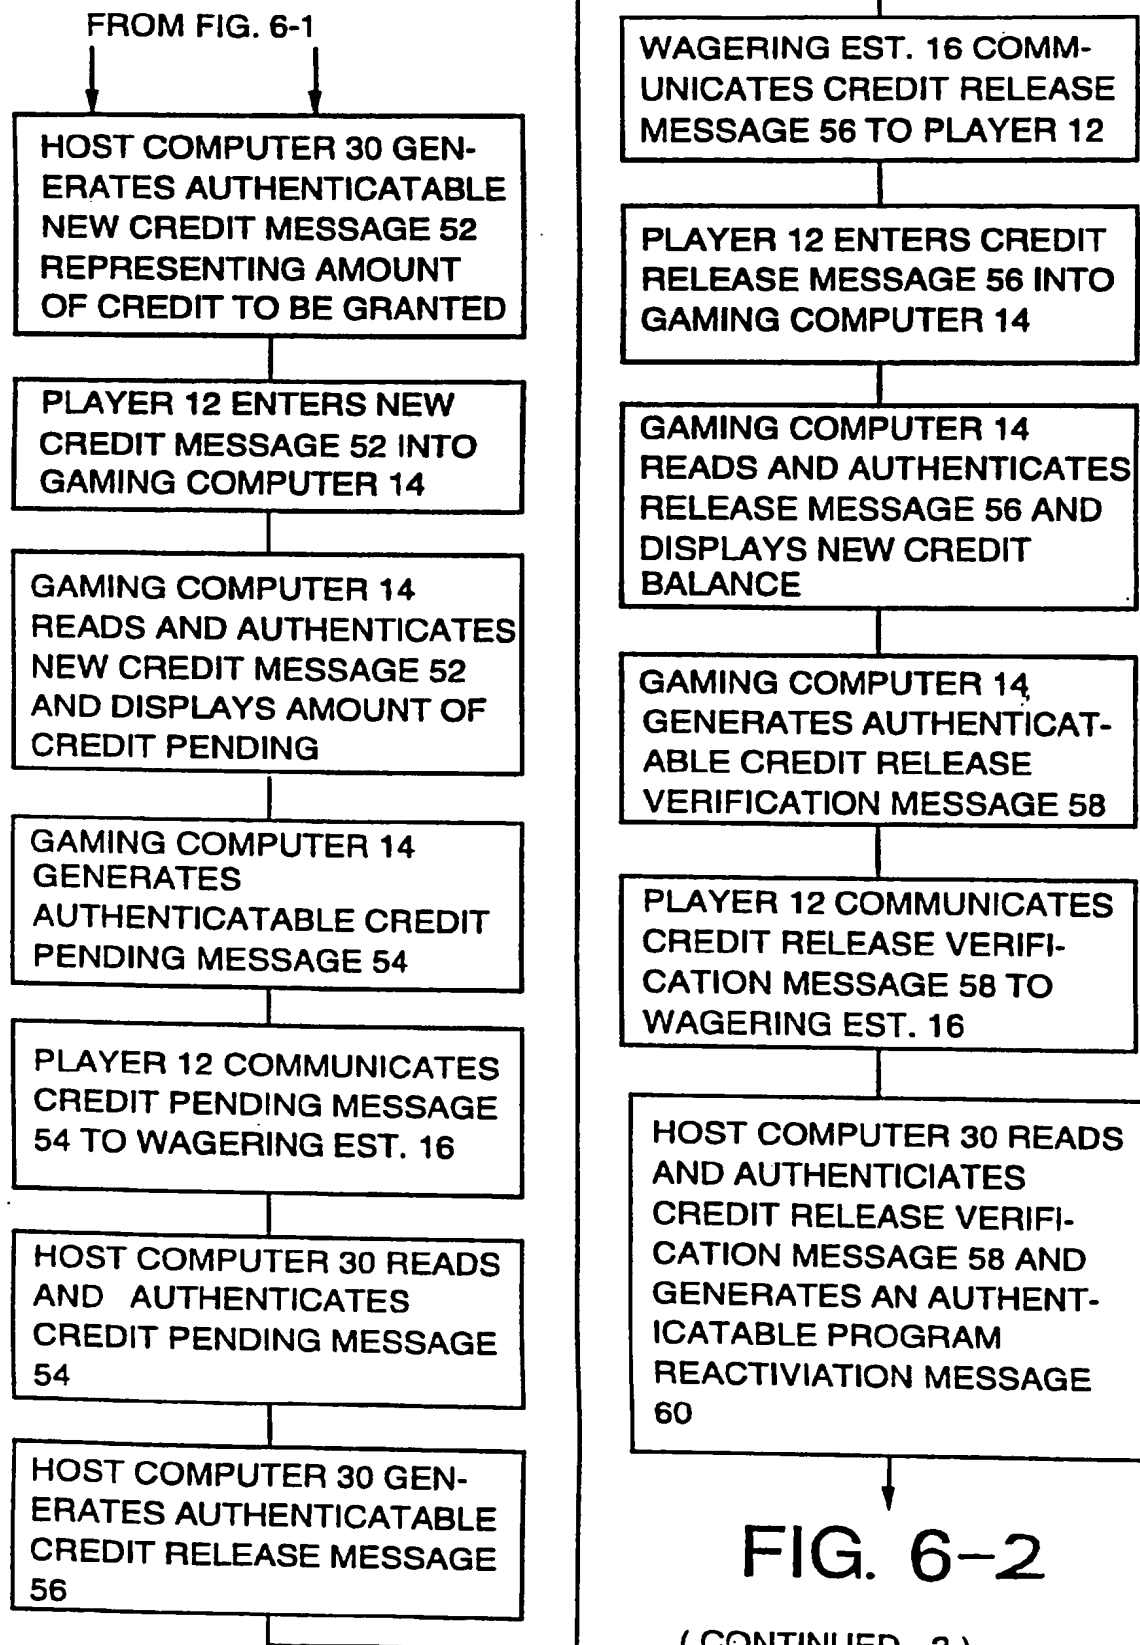 FROM FIG. 6-1
HOST COMPUTER 30 GEN-
ERATES AUTHENTICATABLE
NEW CREDIT MESSAGE 52
REPRESENTING AMOUNT
OF CREDIT TO BE GRANTED
PLAYER 12 ENTERS NEW
CREDIT MESSAGE 52 INTO
GAMING COMPUTER 14
GAMING COMPUTER 14
READS AND AUTHENTICATES
NEW CREDIT MESSAGE 52
AND DISPLAYS AMOUNT OF
CREDIT PENDING
GAMING COMPUTER 14
GENERATES
AUTHENTICATABLE CREDIT
PENDING MESSAGE 54
PLAYER 12 COMMUNICATES
CREDIT PENDING MESSAGE
54 TO WAGERING EST. 16
HOST COMPUTER 30 READS
AND AUTHENTICATES
CREDIT PENDING MESSAGE
54
HOST COMPUTER 30 GEN-
ERATES AUTHENTICATABLE
CREDIT RELEASE MESSAGE
56
WAGERING EST. 16 COMM-
UNICATES CREDIT RELEASE
MESSAGE 56 TO PLAYER 12
PLAYER 12 ENTERS CREDIT
RELEASE MESSAGE 56 INTO
GAMING COMPUTER 14
GAMING COMPUTER 14
READS AND AUTHENTICATES
RELEASE MESSAGE 56 AND
DISPLAYS NEW CREDIT
BALANCE
GAMING COMPUTER 14
GENERATES AUTHENTICAT-
ABLE CREDIT RELEASE
VERIFICATION MESSAGE 58
PLAYER 12 COMMUNICATES
CREDIT RELEASE VERIFI-
CATION MESSAGE 58 TO
WAGERING EST. 16
HOST COMPUTER 30 READS
AND AUTHENTICIATES
CREDIT RELEASE VERIFI-
CATION MESSAGE 58 AND
GENERATES AN AUTHENT-
ICATABLE PROGRAM
REACTIVIATION MESSAGE
60
FIG. 6-2
(CONTINUED - 3)